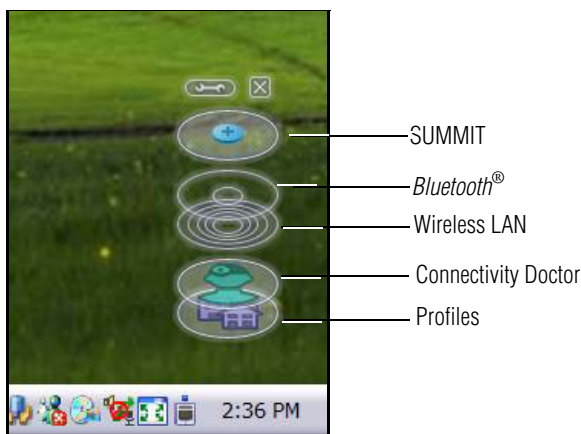 SUMMIT
Bluetooth®
Wireless LAN
Connectivity Doctor
Profiles
2:36 PM